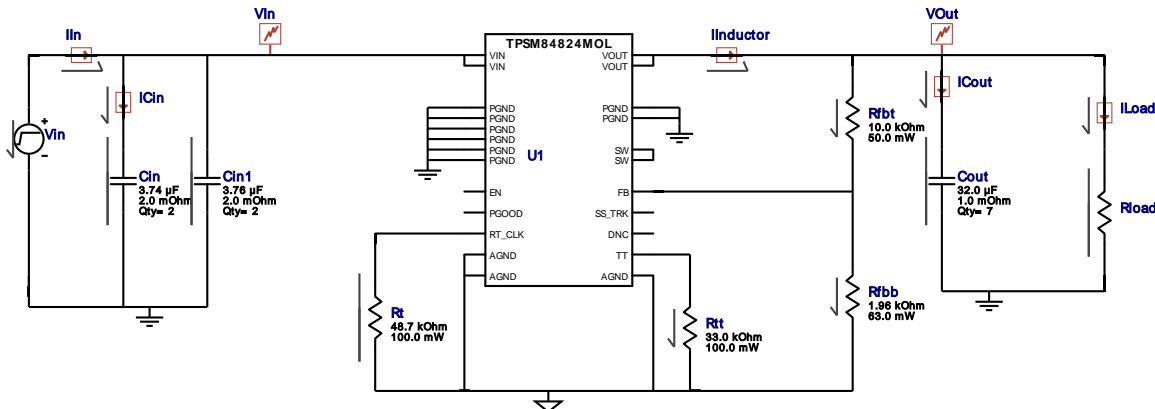 VIn
VOut
IIn
TPSM84824MOL
IInductor
VIN
VIN
VOUT
VOUT
ICin
ICout
ILoad
PGND
PGND
PGND
PGND
PGND
PGND
PGND
PGND
Rfbt
10.0 kOhm
50.0 mW
+
Vin
-
U1
SW
SW
Cin
3.74 µF
2.0 mOhm
Qty= 2
Cin1
3.76 µF
2.0 mOhm
Qty= 2
EN
FB
Cout
32.0 µF
1.0 mOhm
Qty= 7
Rload
PGOOD
SS_TRK
RT_CLK
DNC
AGND
TT
AGND
AGND
Rt
48.7 kOhm
100.0 mW
Rtt
33.0 kOhm
100.0 mW
Rfbb
1.96 kOhm
63.0 mW